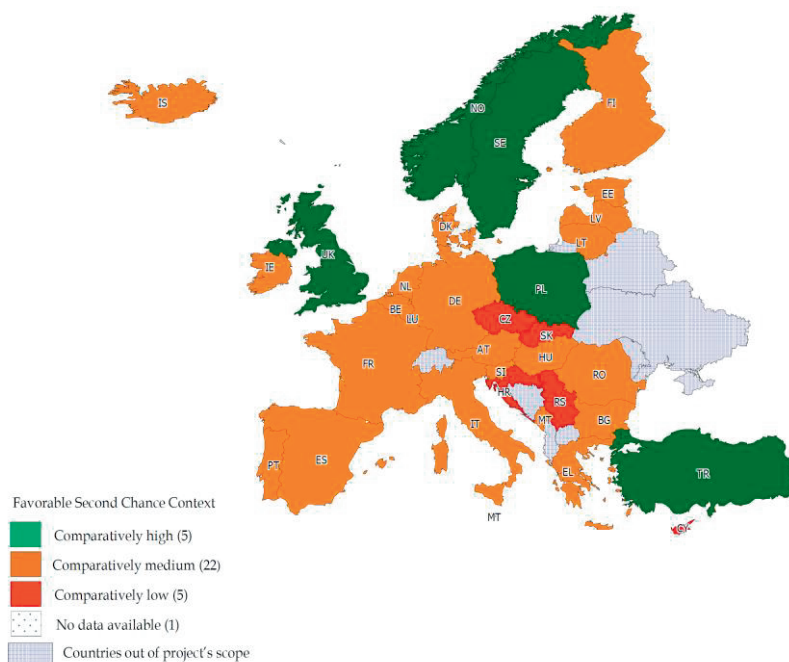 IS
FI
NO
SE
EE
LV
DK
LT
UK
IE
NL
PL
DE
BE
LU
CZ
SK
AT
HU
FR
SI
RO
HR
RS
MT
BG
IT
PT
ES
EL
TR
MT
CY
Favorable Second Chance Context
Comparatively high (5)
Comparatively medium (22)
Comparatively low (5)
No data available (1)
Countries out of project's scope